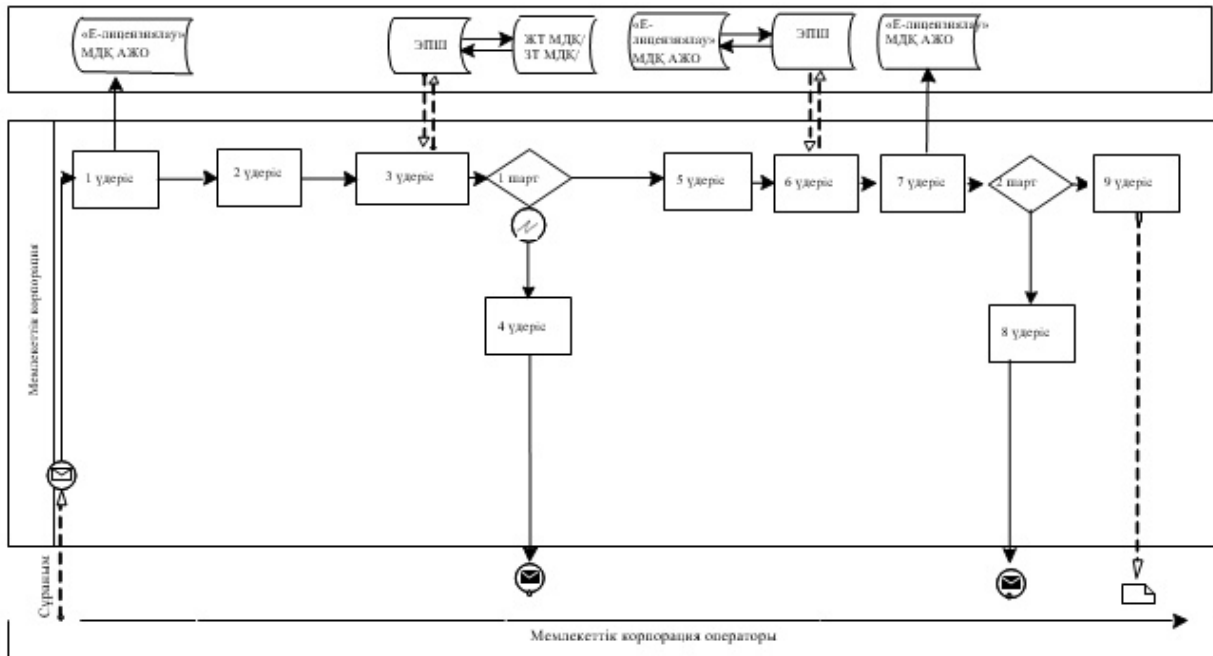 «Е-лицензиялау»
МДҚ АЖО
ЭПШ
ЖТ МДҚ/
ЗТ МДҚ/
«Е-
лицензиялау»
МДҚ АЖО
ЭПШ
«Е-лицензиялау»
МДҚ АЖО
1 үдеріс
2 үдеріс
3 үдеріс
1 шарт
5 үдеріс
6 үдеріс
7 үдеріс
2 шарт
9 үдеріс
4 үдеріс
8 үдеріс
Мемлекеттік корпорация
Сұраным
Мемлекеттік корпорация операторы